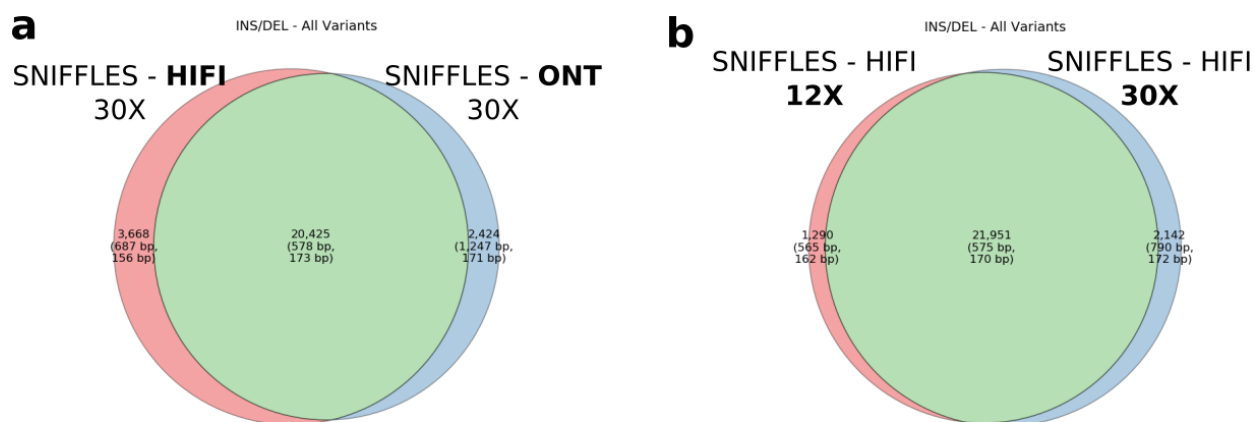 a
INS/DEL - All Variants
SNIFFLES - HIFI
30X
SNIFFLES - ONT
30X
3,668
(687 bp,
156 bp)
20,425
(578 bp,
173 bp)
2,424
(1,247 bp,
171 bp)
b
INS/DEL - All Variants
SNIFFLES - HIFI
12X
SNIFFLES - HIFI
30X
1,290
(565 bp,
162 bp)
21,951
(575 bp,
170 bp)
2,142
(790 bp,
172 bp)